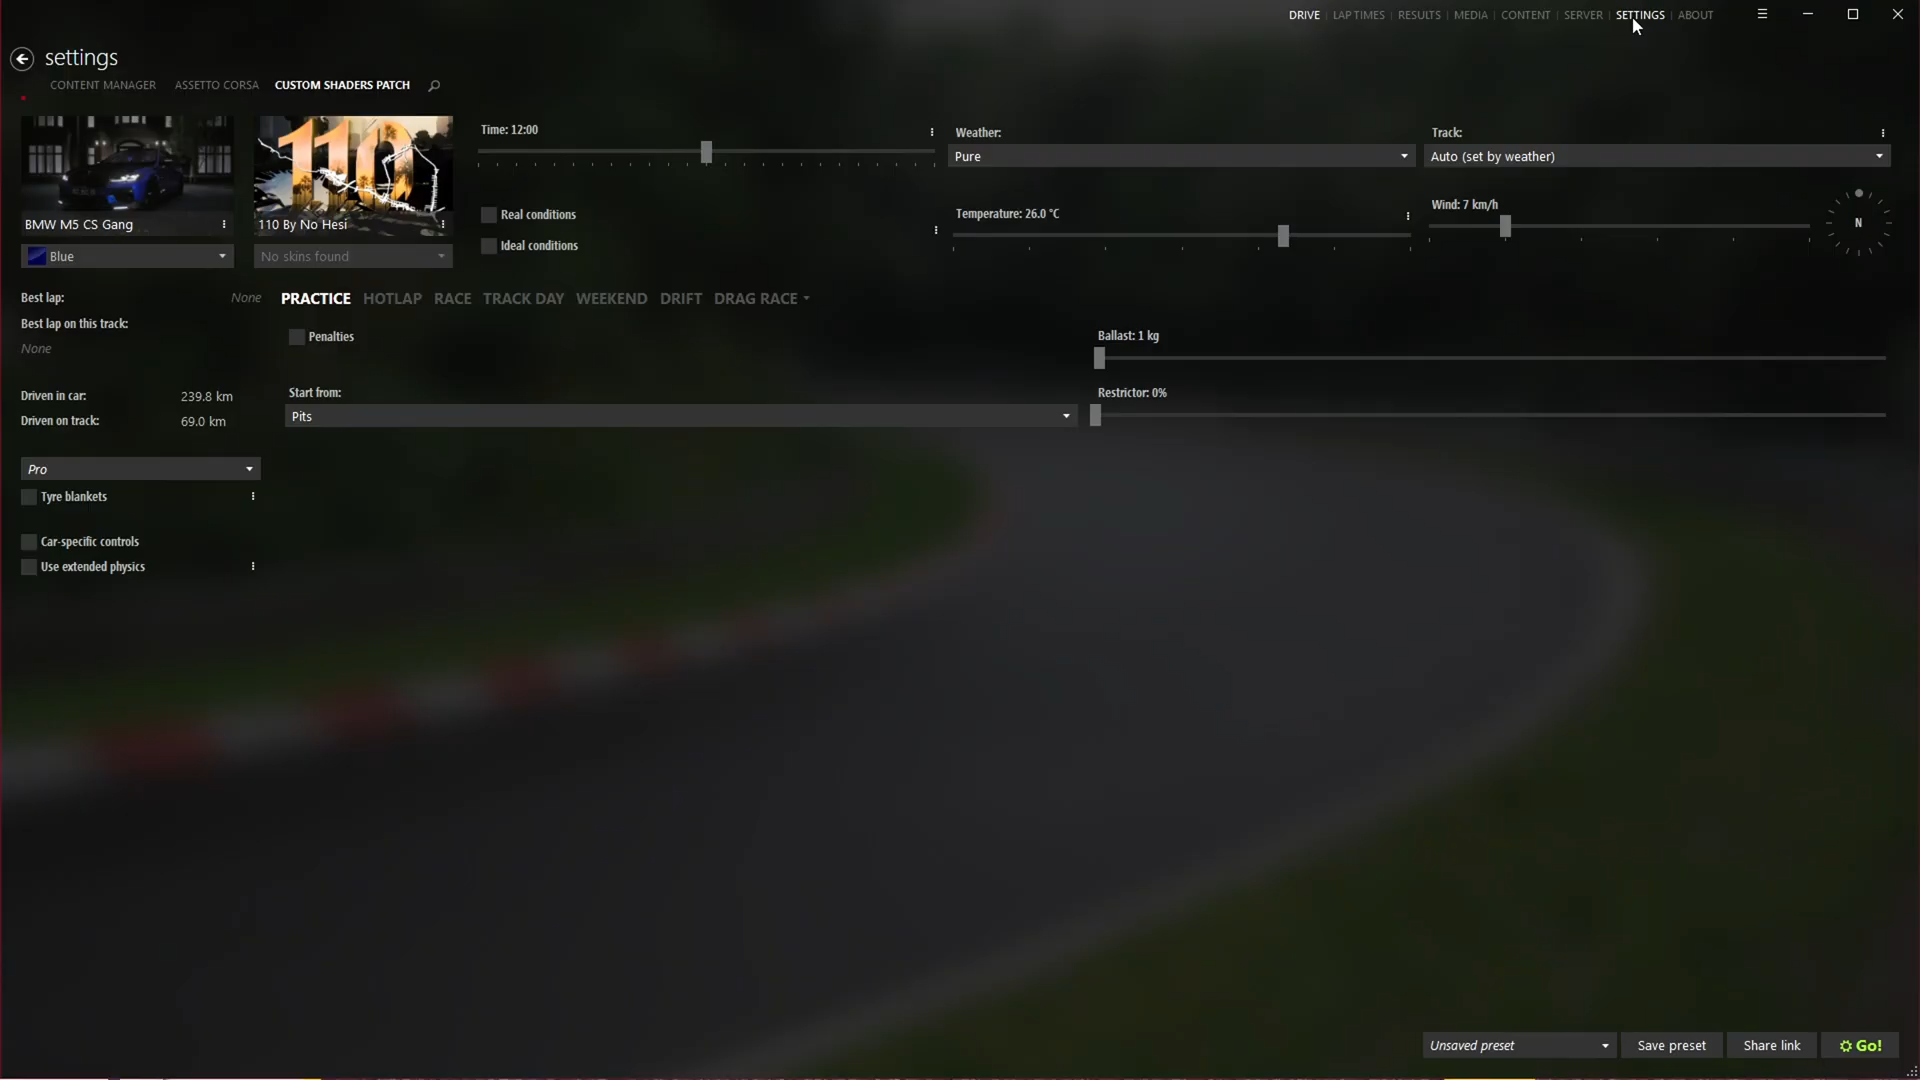 DRIVE | LAP TIMES | RESULTS | MEDIA | CONTENT | SERVER | SETTINGS | ABOUT
settings
CONTENT MANAGER ASSETTO CORSA CUSTOM SHADERS PATCH
110
BMW M5 CS Gang
110 By No Hesi
Blue
No skins found
Time: 12:00
Weather:
Pure
Track:
Auto (set by weather)
Real conditions
Ideal conditions
Temperature: 26.0 °C
Wind: 7 km/h
N
Best lap: None
Best lap on this track:
None
Driven in car: 239.8 km
Driven on track: 69.0 km
Pro
Tyre blankets
Car-specific controls
Use extended physics
PRACTICE HOTLAP RACE TRACK DAY WEEKEND DRIFT DRAG RACE
Penalties
Ballast: 1 kg
Start from:
Pits
Restrictor: 0%
Unsaved preset
Save preset
Share link
Go!